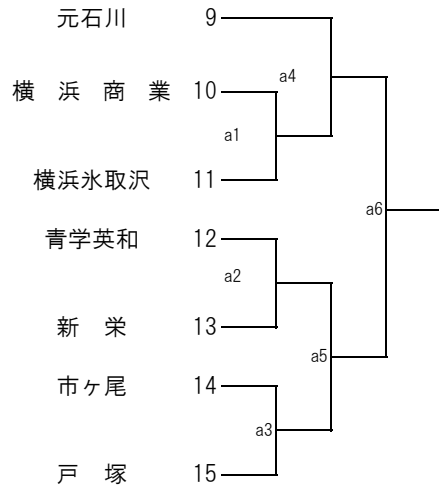 元石川 9
a4
横 浜 商 業 10
a1
横浜氷取沢 11
a6
青学英和 12
a2
新 栄 13
a5
市ヶ尾 14
a3
戸 塚 15